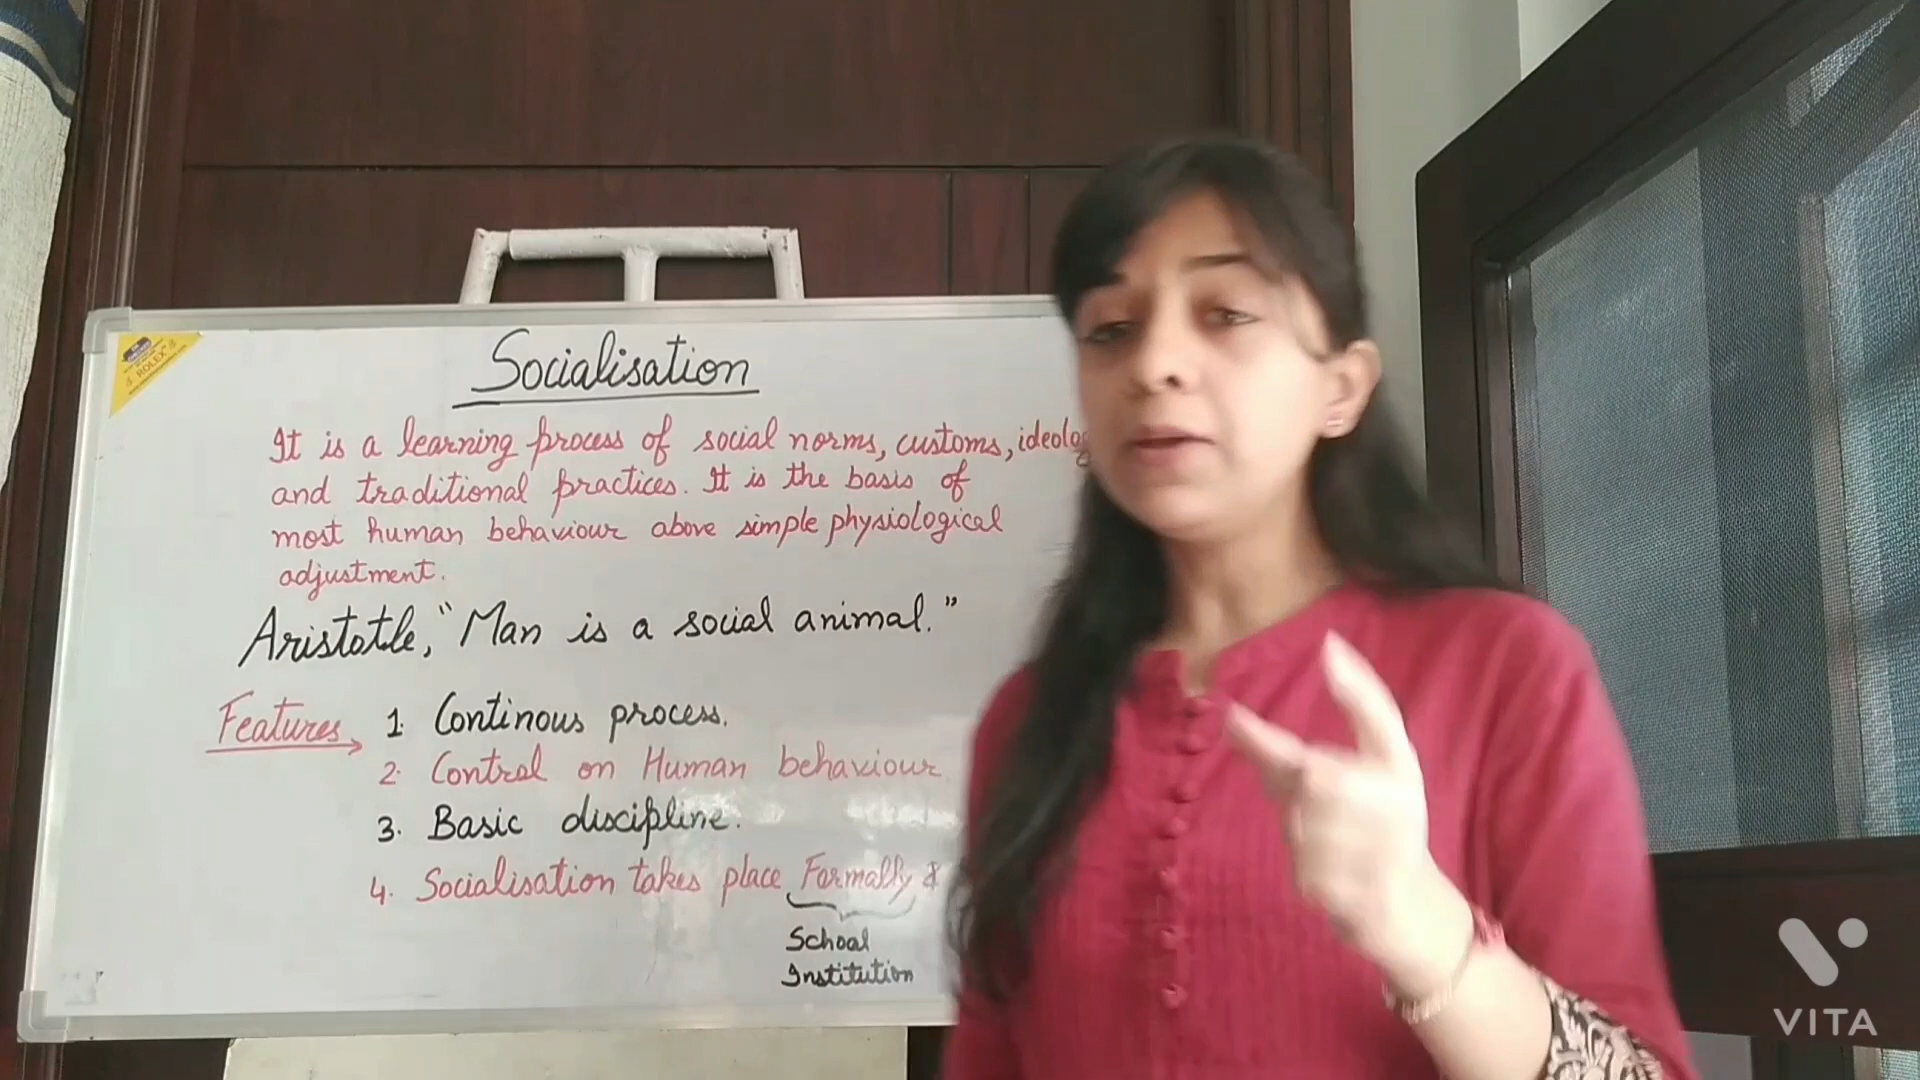 Socialisation
It is a learning process of social norms, customs, ideolog
and traditional practices. It is the basis of
most human behaviour above simple physiological
adjustment.
Aristotle, "Man is a social animal."
Features
1. Continous process.
2. Control on Human behaviour.
3. Basic discipline.
4. Socialisation takes place Formally &
School
Institution
ROLEX
VITA